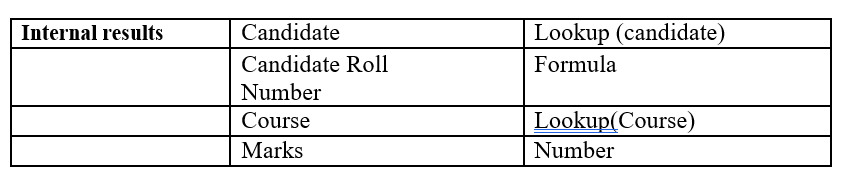 Internal results Candidate Lookup (candidate)
Candidate Roll Formula
Number
Course Lookup(Course)
Marks Number